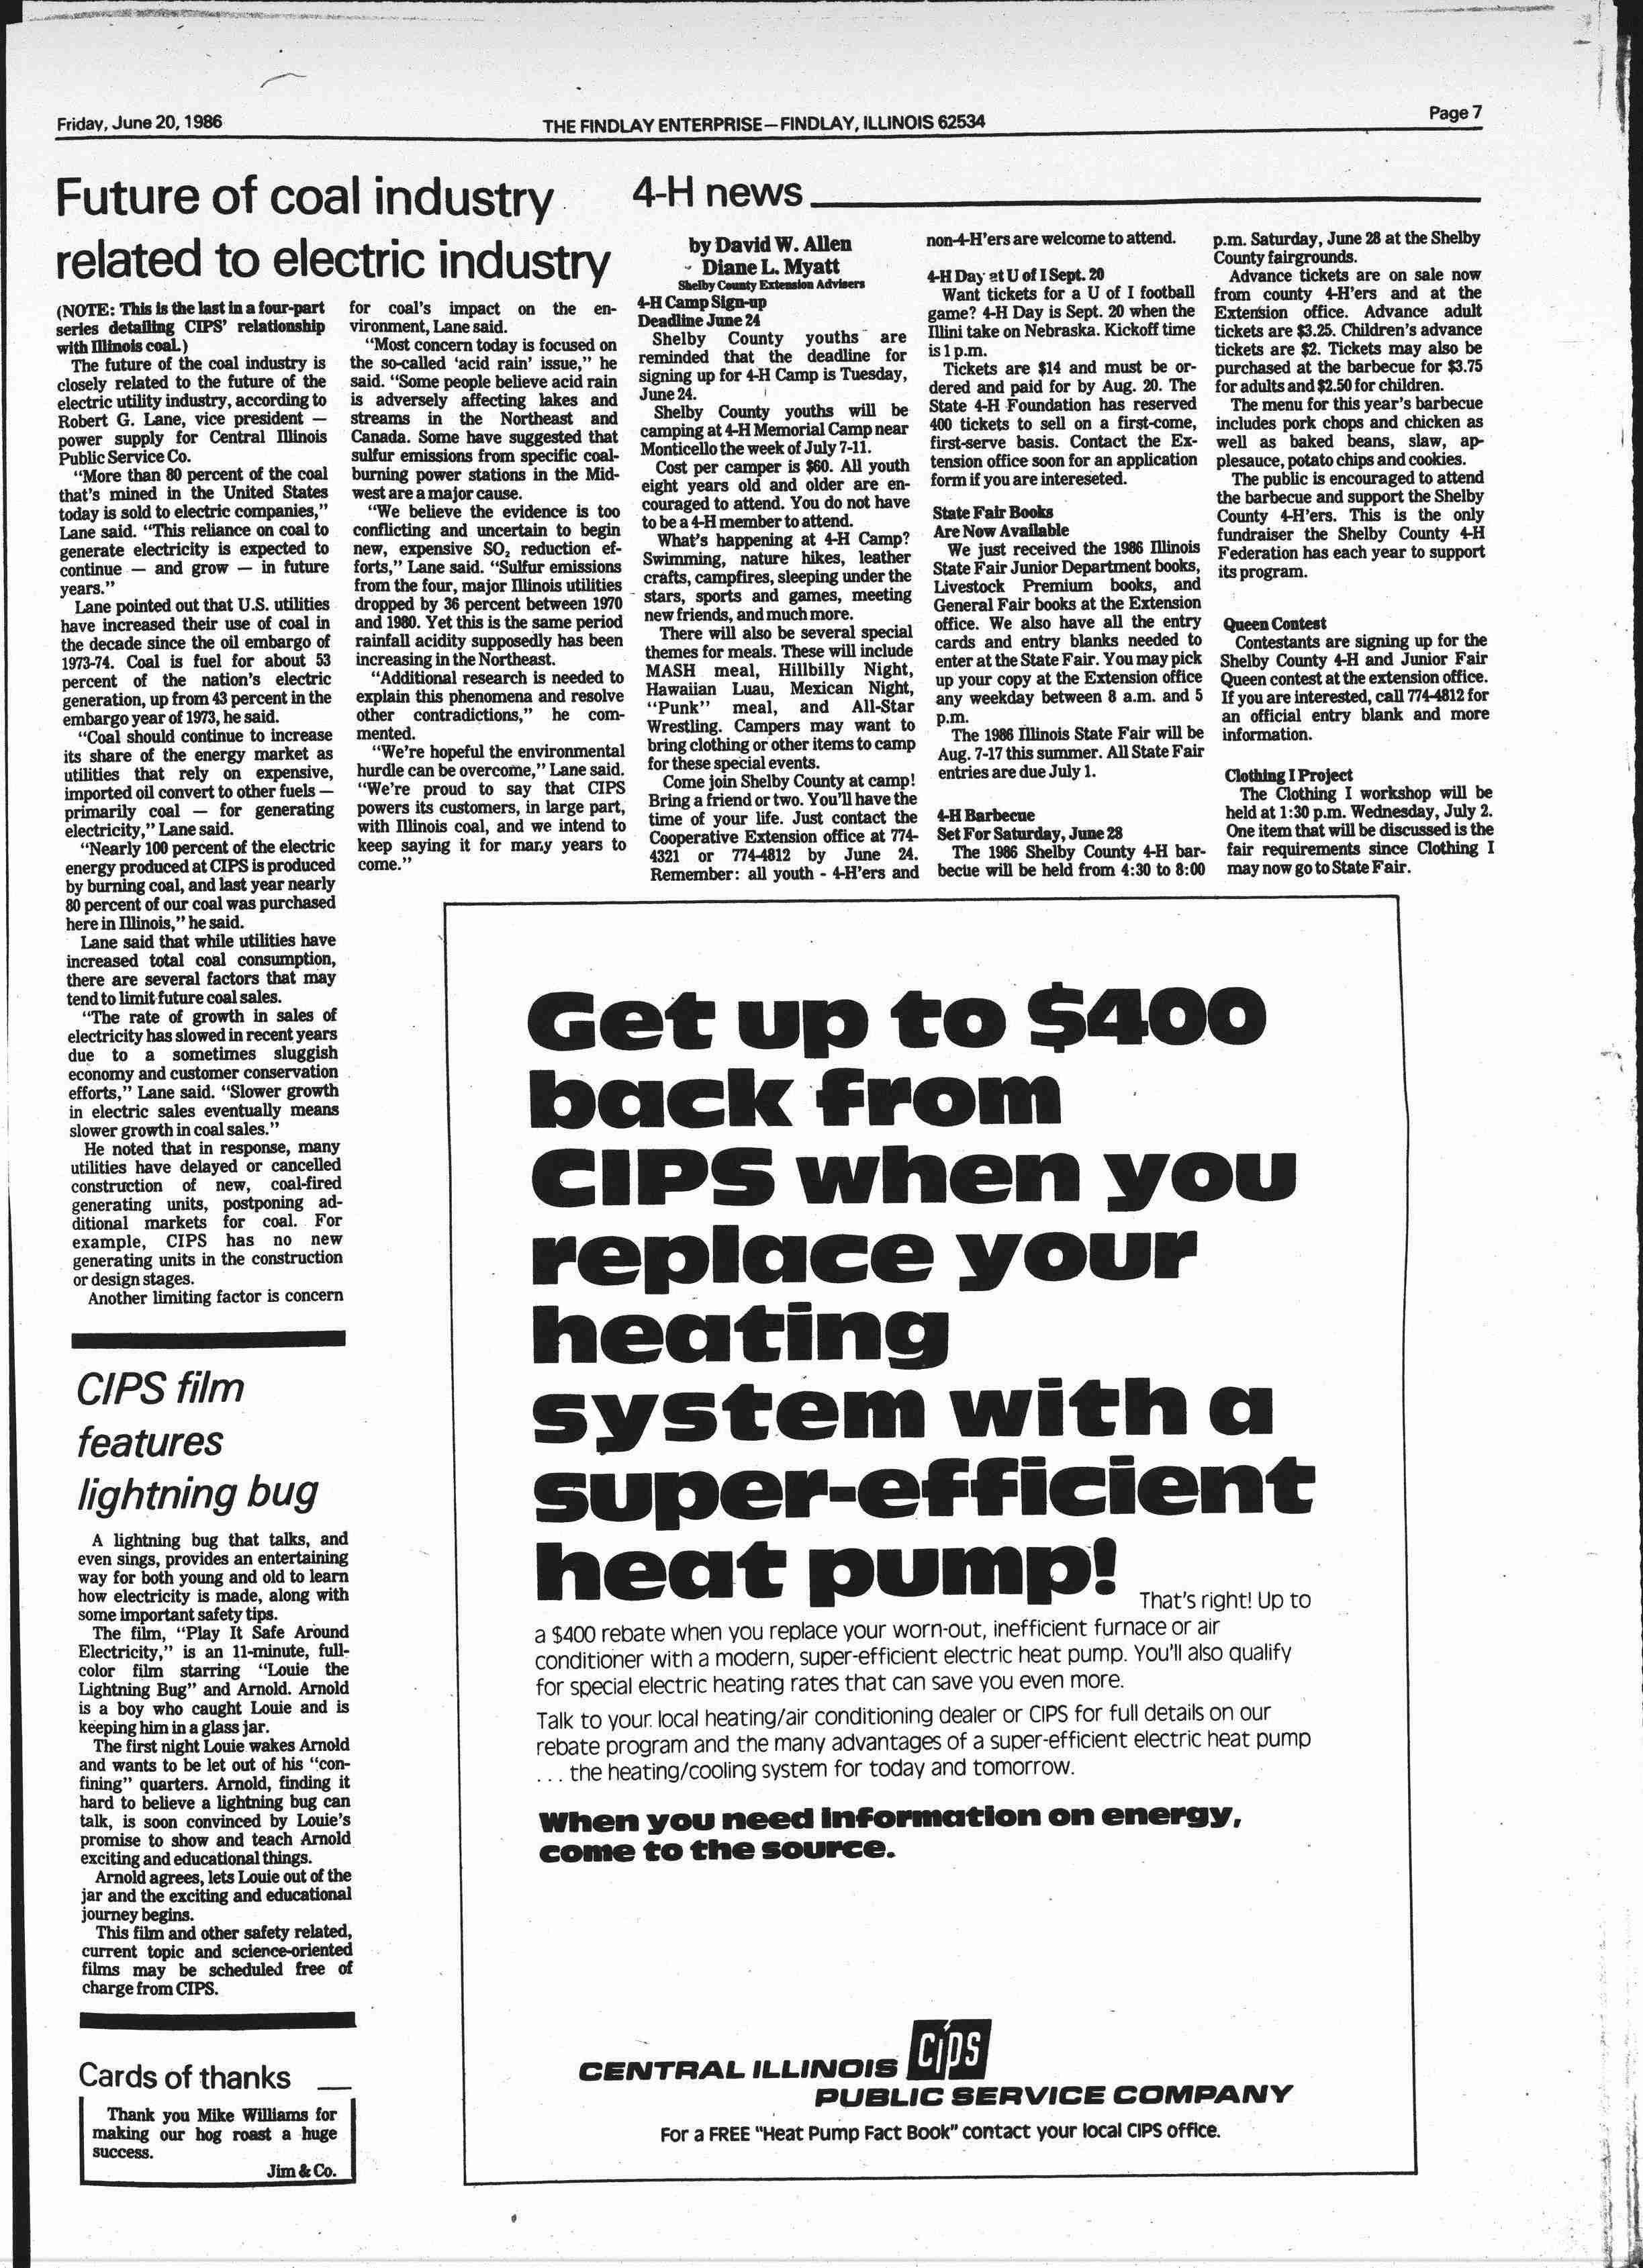 Friday, June 20, 1986
THE FINDLAY ENTERPRISE—FINDLAY, ILLINOIS 62534
Page 7
Future of coal industry
related to electric industry
(NOTE: This is the last in a four-part
series detailing CIPS' relationship
with Illinois coal.)
The future of the coal industry is
closely related to the future of the
electric utility industry, according to
Robert G. Lane, vice president —
power supply for Central Illinois
Public Service Co.
"More than 80 percent of the coal
that's mined in the United States
today is sold to electric companies,"
Lane said. "This reliance on coal to
generate electricity is expected to
continue — and grow — in future
years."
Lane pointed out that U.S. utilities
have increased their use of coal in
the decade since the oil embargo of
1973-74. Coal is fuel for about 53
percent of the nation's electric
generation, up from 43 percent in the
embargo year of 1973, he said.
"Coal should continue to increase
its share of the energy market as
utilities that rely on expensive,
imported oil convert to other fuels —
primarily coal — for generating
electricity," Lane said.
"Nearly 100 percent of the electric
energy produced at CIPS is produced
by burning coal, and last year nearly
80 percent of our coal was purchased
here in Illinois," he said.
Lane said that while utilities have
increased total coal consumption,
there are several factors that may
tend to limit future coal sales.
"The rate of growth in sales of
electricity has slowed in recent years
due to a sometimes sluggish
economy and customer conservation
efforts," Lane said. "Slower growth
in electric sales eventually means
slower growth in coal sales."
He noted that in response, many
utilities have delayed or cancelled
construction of new, coal-fired
generating units, postponing ad-
ditional markets for coal. For
example, CIPS has no new
generating units in the construction
or design stages.
Another limiting factor is concern
for coal's impact on the en-
vironment, Lane said.
"Most concern today is focused on
the so-called 'acid rain' issue," he
said. "Some people believe acid rain
is adversely affecting lakes and
streams in the Northeast and
Canada. Some have suggested that
sulfur emissions from specific coal-
burning power stations in the Mid-
west are a major cause.
"We believe the evidence is too
conflicting and uncertain to begin
new, expensive SO₂ reduction ef-
forts," Lane said. "Sulfur emissions
from the four, major Illinois utilities
dropped by 36 percent between 1970
and 1980. Yet this is the same period
rainfall acidity supposedly has been
increasing in the Northeast.
"Additional research is needed to
explain this phenomena and resolve
other contradictions," he com-
mented.
"We're hopeful the environmental
hurdle can be overcome," Lane said.
"We're proud to say that CIPS
powers its customers, in large part,
with Illinois coal, and we intend to
keep saying it for many years to
come."
CIPS film
features
lightning bug
A lightning bug that talks, and
even sings, provides an entertaining
way for both young and old to learn
how electricity is made, along with
some important safety tips.
The film, "Play It Safe Around
Electricity," is an 11-minute, full-
color film starring "Louie the
Lightning Bug" and Arnold. Arnold
is a boy who caught Louie and is
keeping him in a glass jar.
The first night Louie wakes Arnold
and wants to be let out of his "con-
fining" quarters. Arnold, finding it
hard to believe a lightning bug can
talk, is soon convinced by Louie's
promise to show and teach Arnold
exciting and educational things.
Arnold agrees, lets Louie out of the
jar and the exciting and educational
journey begins.
This film and other safety related,
current topic and science-oriented
films may be scheduled free of
charge from CIPS.
Cards of thanks
Thank you Mike Williams for
making our hog roast a huge
success.
Jim & Co.
4-H news
by David W. Allen
Diane L. Myatt
Shelby County Extension Advisers
4-H Camp Sign-up
Deadline June 24
Shelby County youths are
reminded that the deadline for
signing up for 4-H Camp is Tuesday,
June 24.
Shelby County youths will be
camping at 4-H Memorial Camp near
Monticello the week of July 7-11.
Cost per camper is $60. All youth
eight years old and older are en-
couraged to attend. You do not have
to be a 4-H member to attend.
What's happening at 4-H Camp?
Swimming, nature hikes, leather
crafts, campfires, sleeping under the
stars, sports and games, meeting
new friends, and much more.
There will also be several special
themes for meals. These will include
MASH meal, Hillbilly Night,
Hawaiian Luau, Mexican Night,
"Punk" meal, and All-Star
Wrestling. Campers may want to
bring clothing or other items to camp
for these special events.
Come join Shelby County at camp!
Bring a friend or two. You'll have the
time of your life. Just contact the
Cooperative Extension office at 774-
4321 or 774-4812 by June 24.
Remember: all youth - 4-H'ers and
non-4-H'ers are welcome to attend.
4-H Day at U of I Sept. 20
Want tickets for a U of I football
game? 4-H Day is Sept. 20 when the
Illini take on Nebraska. Kickoff time
is 1 p.m.
Tickets are $14 and must be or-
dered and paid for by Aug. 20. The
State 4-H Foundation has reserved
400 tickets to sell on a first-come,
first-serve basis. Contact the Ex-
tension office soon for an application
form if you are intereseted.
State Fair Books
Are Now Available
We just received the 1986 Illinois
State Fair Junior Department books,
Livestock Premium books, and
General Fair books at the Extension
office. We also have all the entry
cards and entry blanks needed to
enter at the State Fair. You may pick
up your copy at the Extension office
any weekday between 8 a.m. and 5
p.m.
The 1986 Illinois State Fair will be
Aug. 7-17 this summer. All State Fair
entries are due July 1.
4-H Barbecue
Set For Saturday, June 28
The 1986 Shelby County 4-H bar-
becue will be held from 4:30 to 8:00
p.m. Saturday, June 28 at the Shelby
County fairgrounds.
Advance tickets are on sale now
from county 4-H'ers and at the
Extension office. Advance adult
tickets are $3.25. Children's advance
tickets are $2. Tickets may also be
purchased at the barbecue for $3.75
for adults and $2.50 for children.
The menu for this year's barbecue
includes pork chops and chicken as
well as baked beans, slaw, ap-
plesauce, potato chips and cookies.
The public is encouraged to attend
the barbecue and support the Shelby
County 4-H'ers. This is the only
fundraiser the Shelby County 4-H
Federation has each year to support
its program.
Queen Contest
Contestants are signing up for the
Shelby County 4-H and Junior Fair
Queen contest at the extension office.
If you are interested, call 774-4812 for
an official entry blank and more
information.
Clothing I Project
The Clothing I workshop will be
held at 1:30 p.m. Wednesday, July 2.
One item that will be discussed is the
fair requirements since Clothing I
may now go to State Fair.
Get up to $400
back from
CIPS when you
replace your
heating
system with a
super-efficient
heat pump! That's right! Up to
a $400 rebate when you replace your worn-out, inefficient furnace or air
conditioner with a modern, super-efficient electric heat pump. You'll also qualify
for special electric heating rates that can save you even more.
Talk to your local heating/air conditioning dealer or CIPS for full details on our
rebate program and the many advantages of a super-efficient electric heat pump
. . . the heating/cooling system for today and tomorrow.
When you need information on energy,
come to the source.
CENTRAL ILLINOIS CIPS
PUBLIC SERVICE COMPANY
For a FREE "Heat Pump Fact Book" contact your local CIPS office.